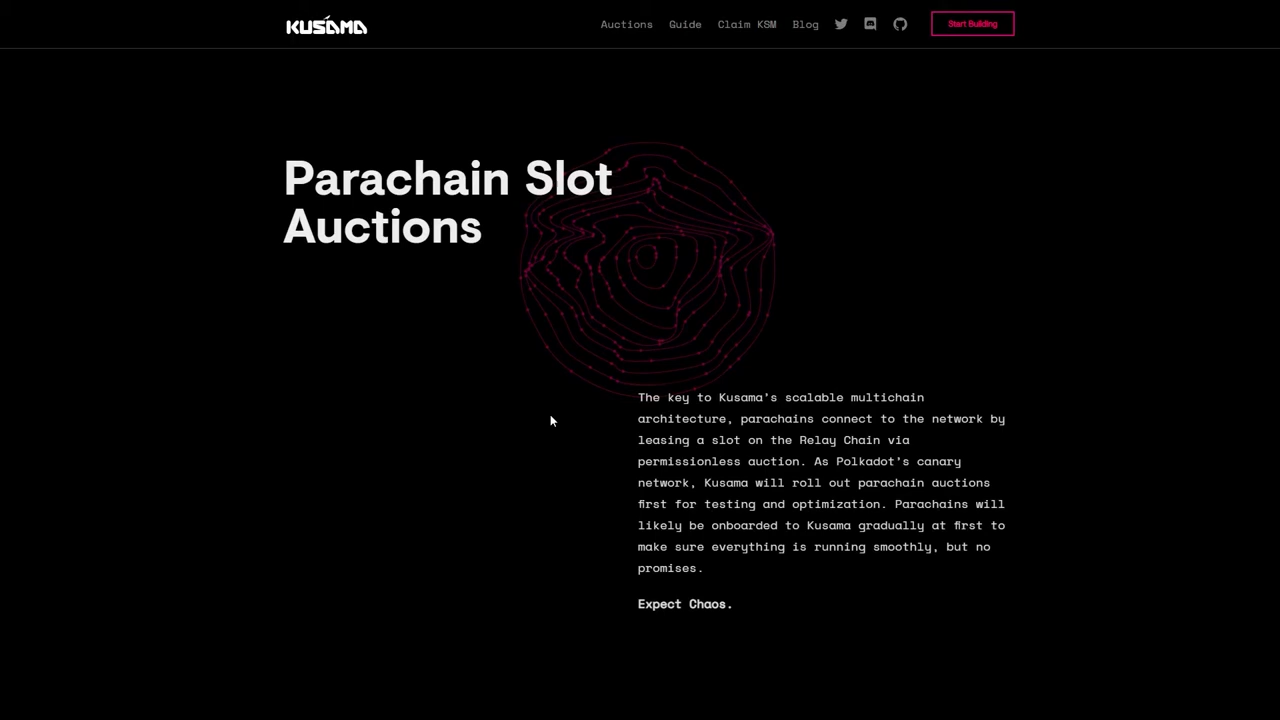 KUSAMA
Auctions Guide Claim KSM Blog Start Building
Parachain Slot
Auctions
The key to Kusama’s scalable multichain
architecture, parachains connect to the network by
leasing a slot on the Relay Chain via
permissionless auction. As Polkadot’s canary
network, Kusama will roll out parachain auctions
first for testing and optimization. Parachains will
likely be onboarded to Kusama gradually at first to
make sure everything is running smoothly, but no
promises.
Expect Chaos.